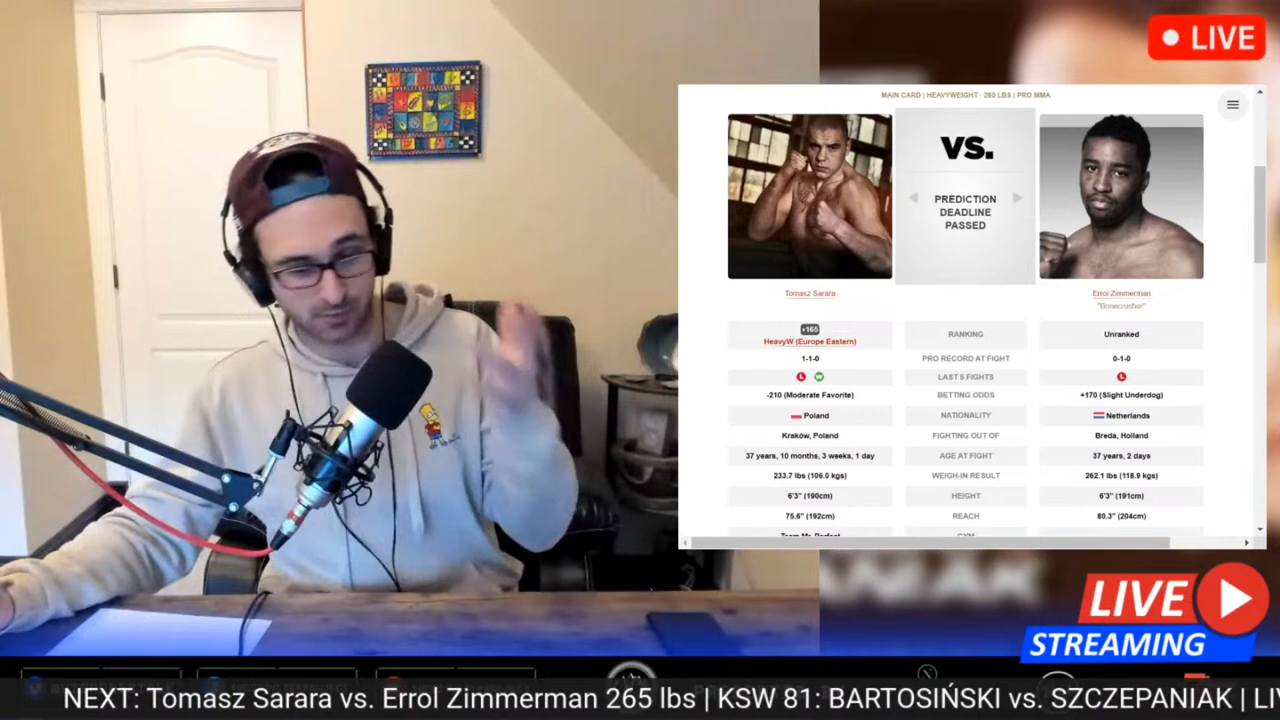 LIVE
MAIN CARD | HEAVYWEIGHT · 265 LBS | PRO MMA
VS.
PREDICTION
DEADLINE
PASSED
Tomasz Sarara
Errol Zimmerman
"Bonecrusher"
+165
HeavyW (Europe Eastern)
RANKING
Unranked
1-1-0
PRO RECORD AT FIGHT
0-1-0
L W
LAST 5 FIGHTS
L
-210 (Moderate Favorite)
BETTING ODDS
+170 (Slight Underdog)
Poland
NATIONALITY
Netherlands
Kraków, Poland
FIGHTING OUT OF
Breda, Holland
37 years, 10 months, 3 weeks, 1 day
AGE AT FIGHT
37 years, 2 days
233.7 lbs (106.0 kgs)
WEIGH-IN RESULT
262.1 lbs (118.9 kgs)
6'3" (190cm)
HEIGHT
6'3" (191cm)
75.6" (192cm)
REACH
80.3" (204cm)
Team Mr. Perfect
GYM
LIVE
STREAMING
NEXT: Tomasz Sarara vs. Errol Zimmerman 265 lbs | KSW 81: BARTOSIŃSKI vs. SZCZEPANIAK | LI